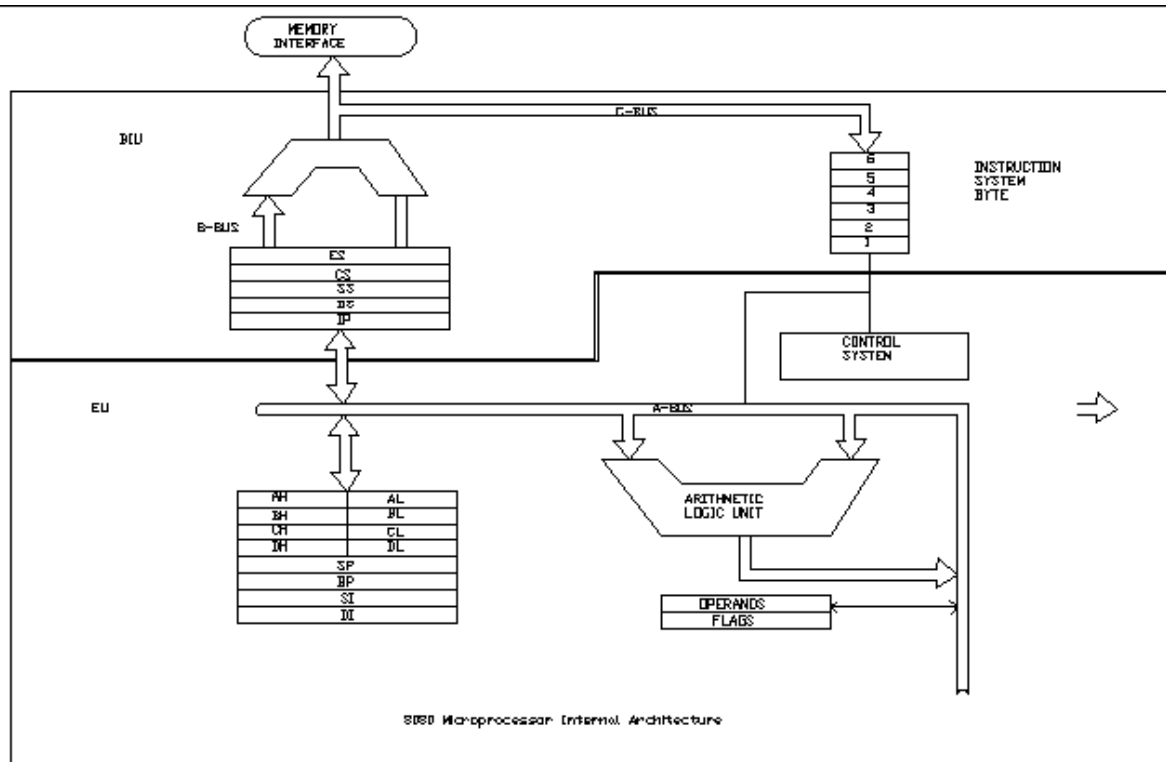 MEMORY
INTERFACE
C-BUS
BIU
6
5
4
3
2
1
INSTRUCTION
SYSTEM
BYTE
B-BUS
ES
CS
SS
DS
IP
CONTROL
SYSTEM
EU
A-BUS
AH AL
BH BL
CH CL
DH DL
SP
BP
SI
DI
ARITHMETIC
LOGIC UNIT
OPERANDS
FLAGS
8080 Microprocessor Internal Architecture